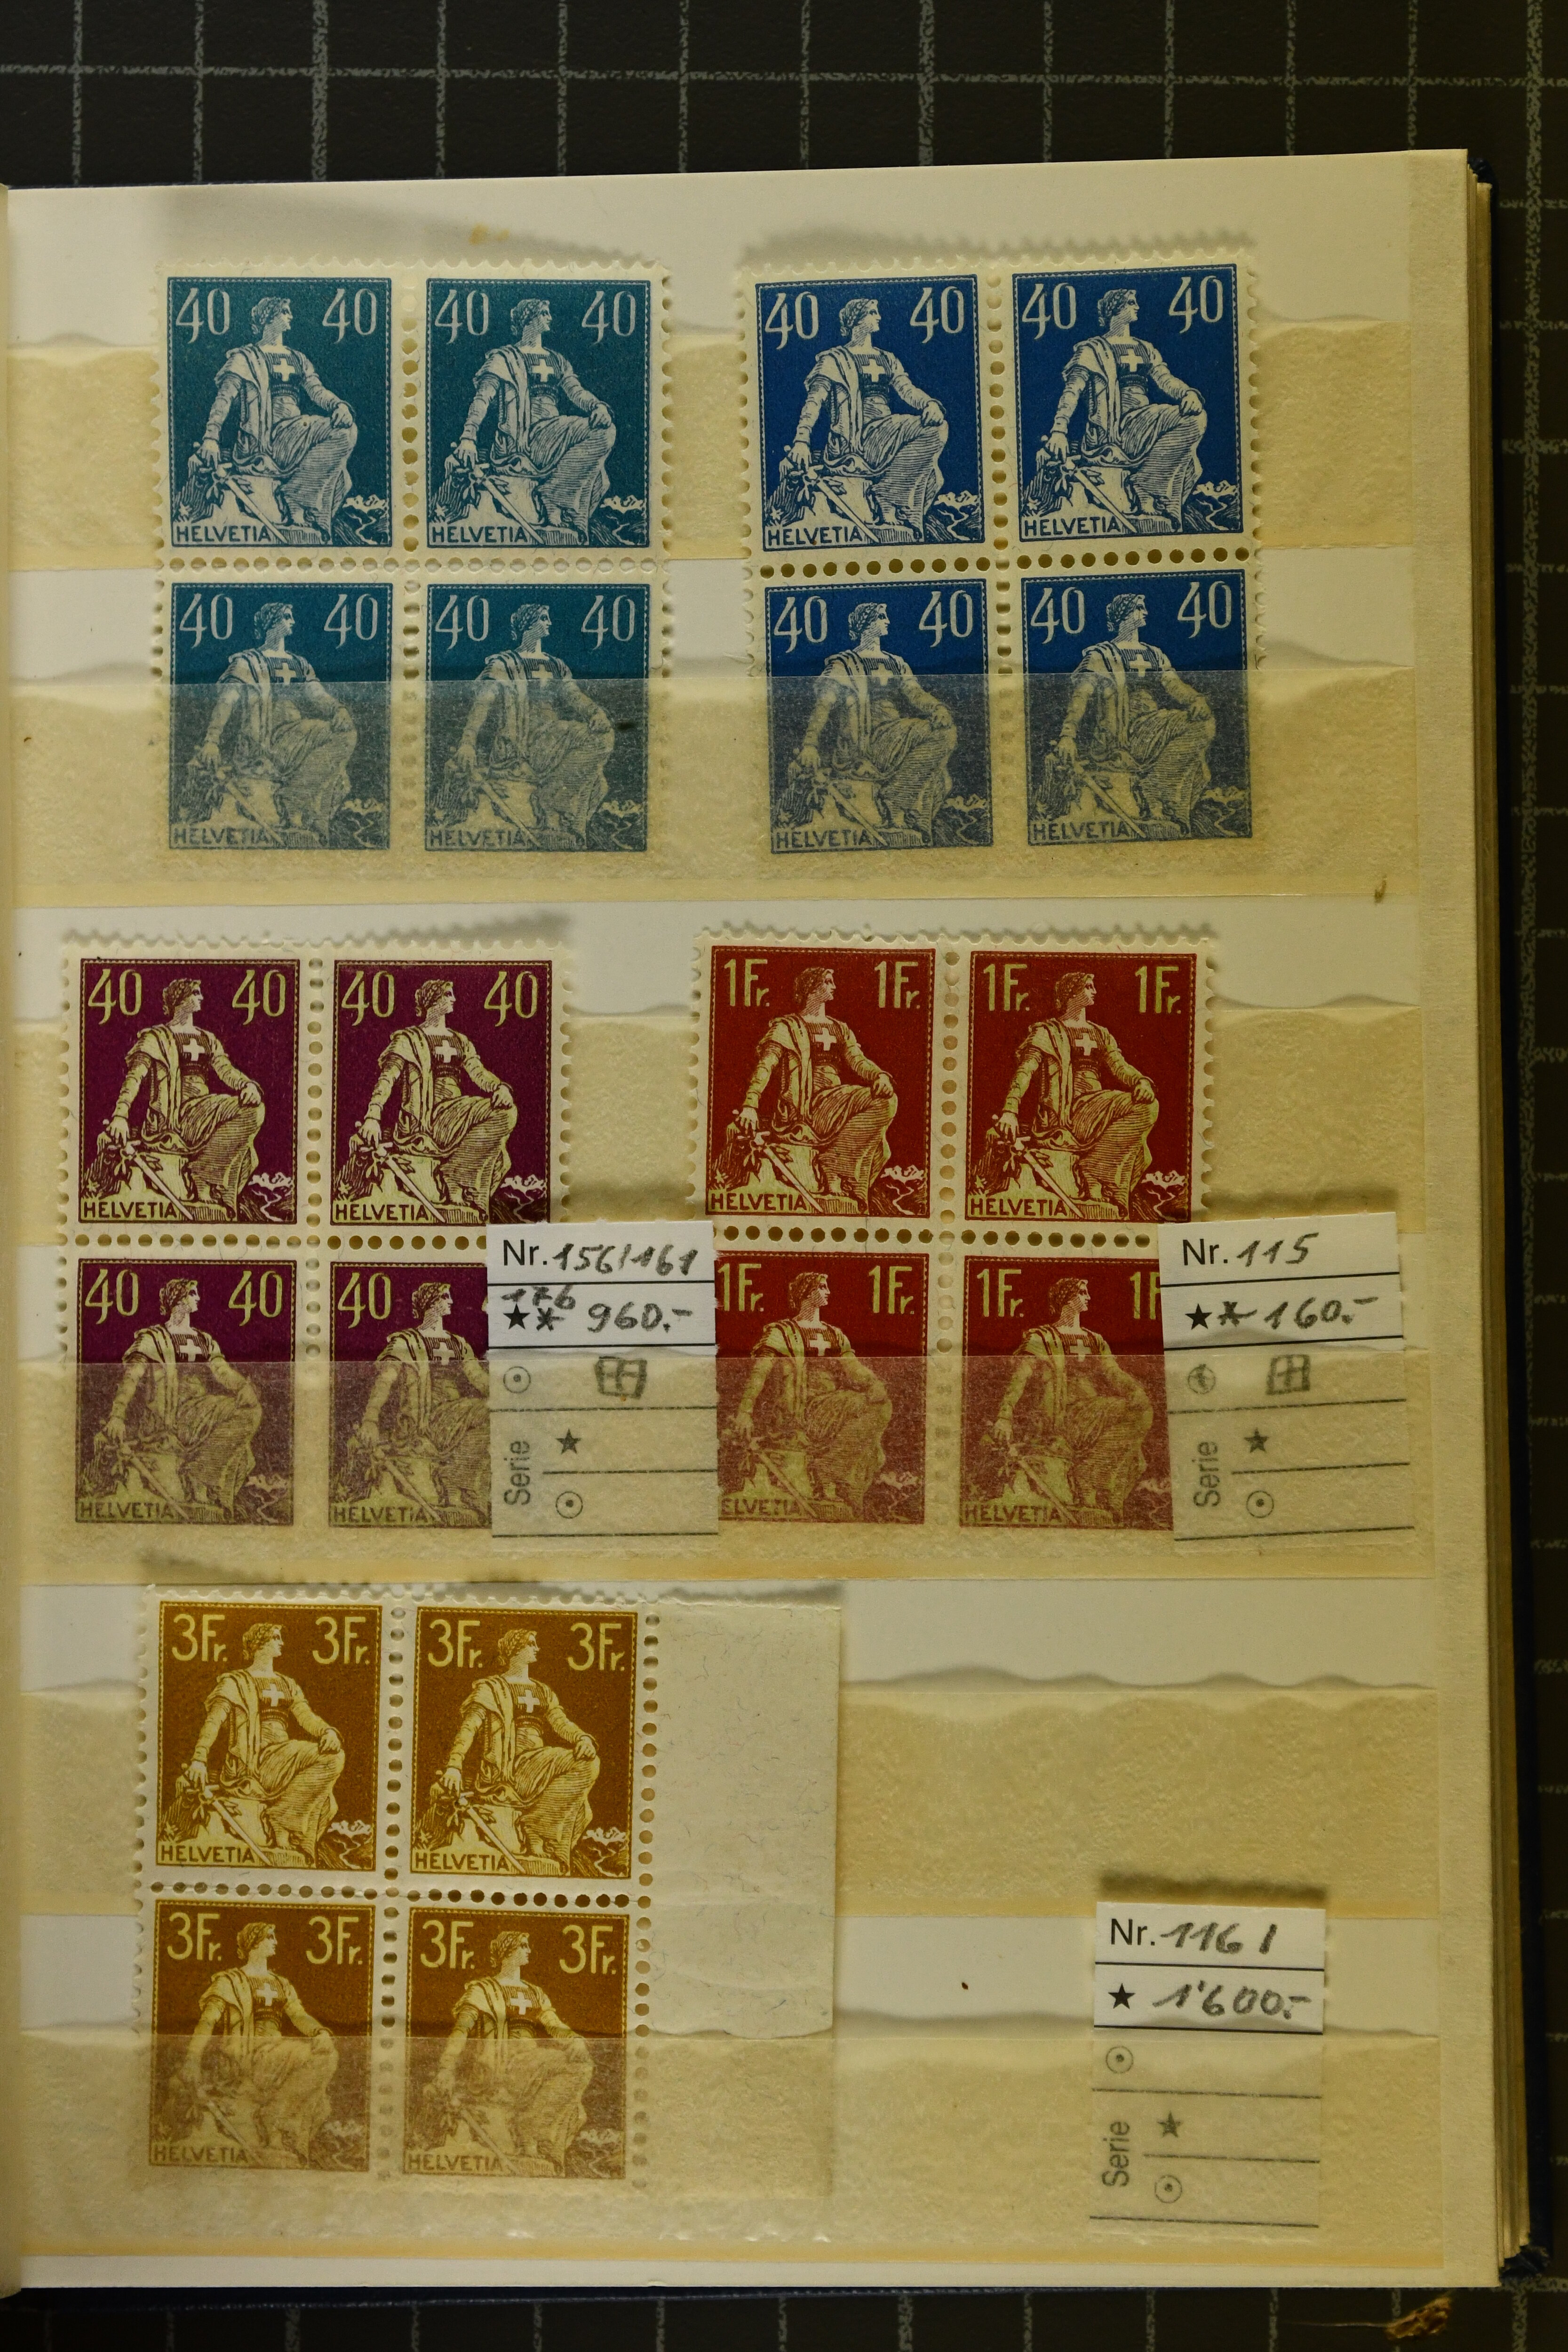 40 40 40 40
HELVETIA HELVETIA
40 40 40 40
HELVETIA HELVETIA
40 40 40 40
HELVETIA HELVETIA
40 40 40 40
HELVETIA HELVETIA
40 40 40 40
HELVETIA HELVETIA
40 40 40
HELVETIA HELVETIA
Nr. 156/161
176
★* 960.-
Serie
★
1Fr. 1Fr. 1Fr. 1Fr.
HELVETIA HELVETIA
1Fr. 1Fr. 1Fr. 1F
ELVETIA HELVETIA
Nr. 115
★* 160.-
Serie
★
3Fr. 3Fr. 3Fr. 3Fr.
HELVETIA HELVETIA
3Fr. 3Fr. 3Fr. 3Fr.
HELVETIA HELVETIA
Nr. 116 I
★ 1'600.-
Serie
★